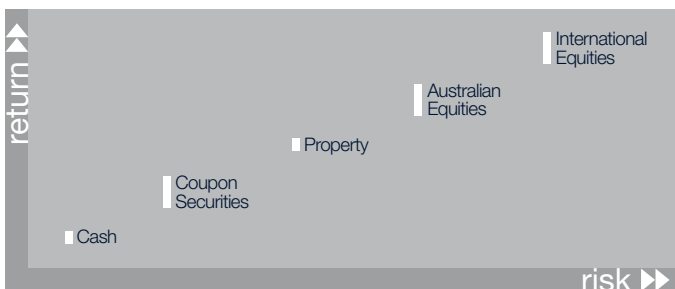 International
Equities
Australian
Equities
return
Property
Coupon
Securities
Cash
risk